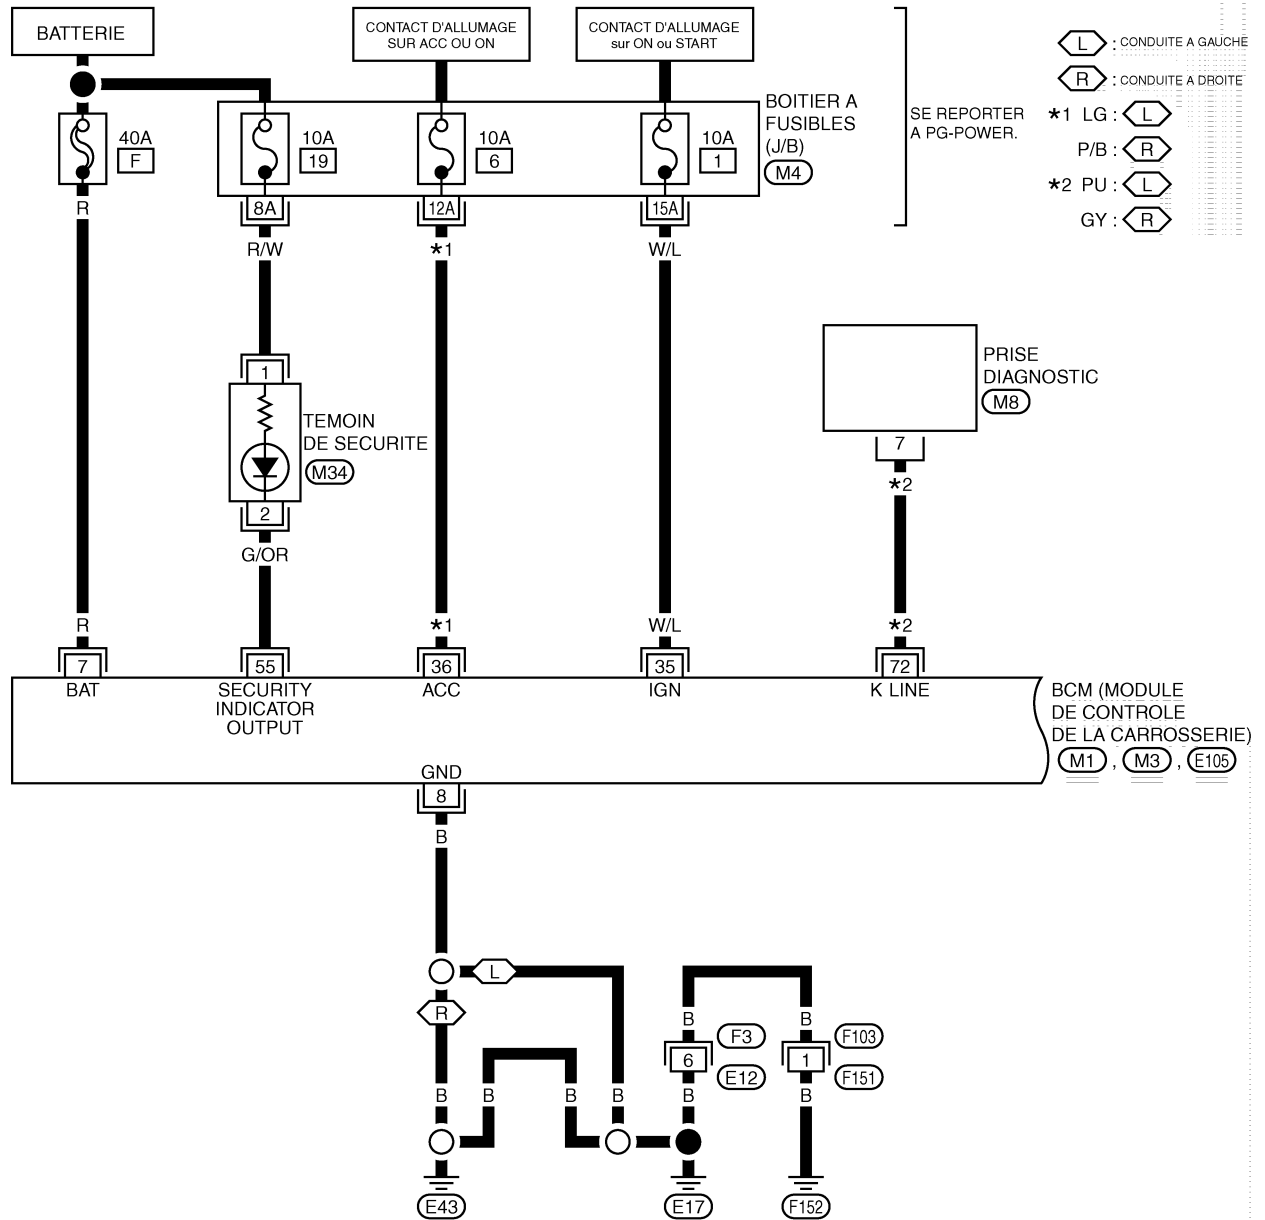 BATTERIE
CONTACT D'ALLUMAGE
SUR ACC OU ON
CONTACT D'ALLUMAGE
sur ON ou START
L : CONDUITE A GAUCHE
R : CONDUITE A DROITE
*1 LG : L
P/B : R
*2 PU : L
GY : R
SE REPORTER
A PG-POWER.
BOITIER A
FUSIBLES
(J/B)
M4
40A
F
10A
19
10A
6
10A
1
R
8A
12A
15A
R/W
*1
W/L
1
TEMOIN
DE SECURITE
M34
2
G/OR
PRISE
DIAGNOSTIC
M8
7
*2
R
*1
W/L
*2
7
55
36
35
72
BAT
SECURITY
INDICATOR
OUTPUT
ACC
IGN
K LINE
BCM (MODULE
DE CONTROLE
DE LA CARROSSERIE)
M1 , M3 , E105
GND
8
B
L
R
B
B
F3
F103
6
1
E12
F151
B
B
B
B
B
B
E43
E17
F152